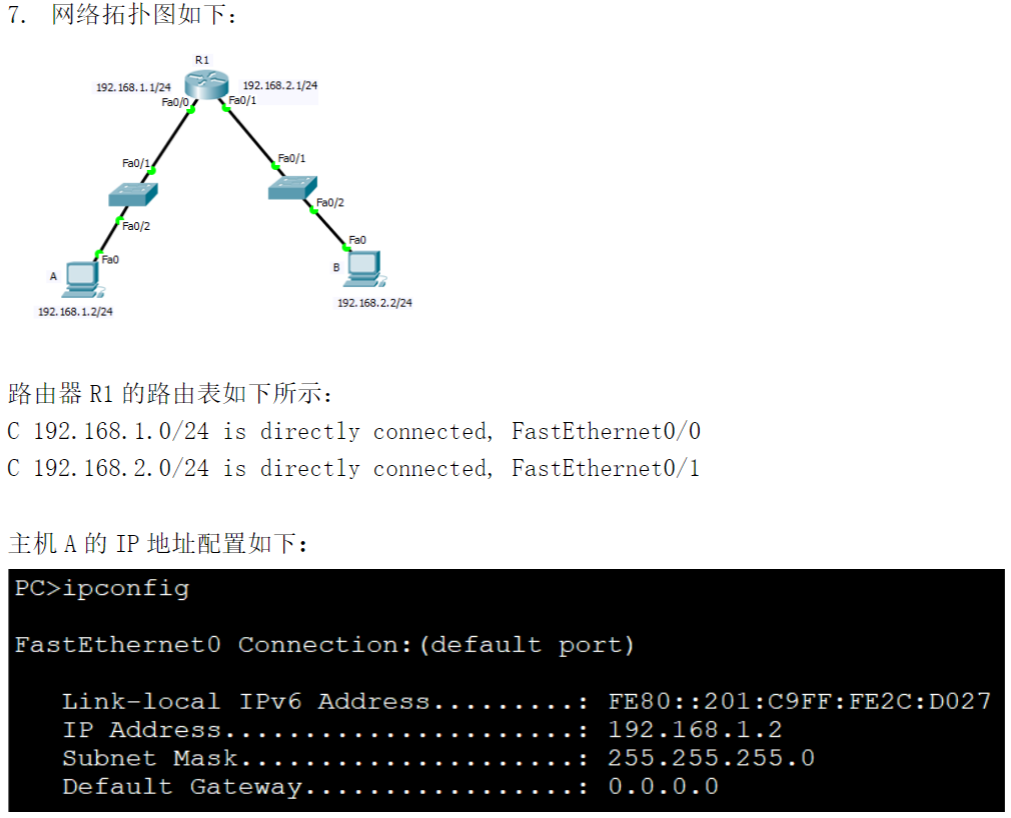 7. 网络拓扑图如下:
R1
192.168.1.1/24
192.168.2.1/24
Fa0/0
Fa0/1
Fa0/1
Fa0/1
Fa0/2
Fa0/2
Fa0
Fa0
A
B
192.168.1.2/24
192.168.2.2/24
路由器 R1 的路由表如下所示:
C 192.168.1.0/24 is directly connected, FastEthernet0/0
C 192.168.2.0/24 is directly connected, FastEthernet0/1
主机 A 的 IP 地址配置如下:
PC>ipconfig
FastEthernet0 Connection:(default port)
Link-local IPv6 Address.........: FE80::201:C9FF:FE2C:D027
IP Address......................: 192.168.1.2
Subnet Mask.....................: 255.255.255.0
Default Gateway.................: 0.0.0.0